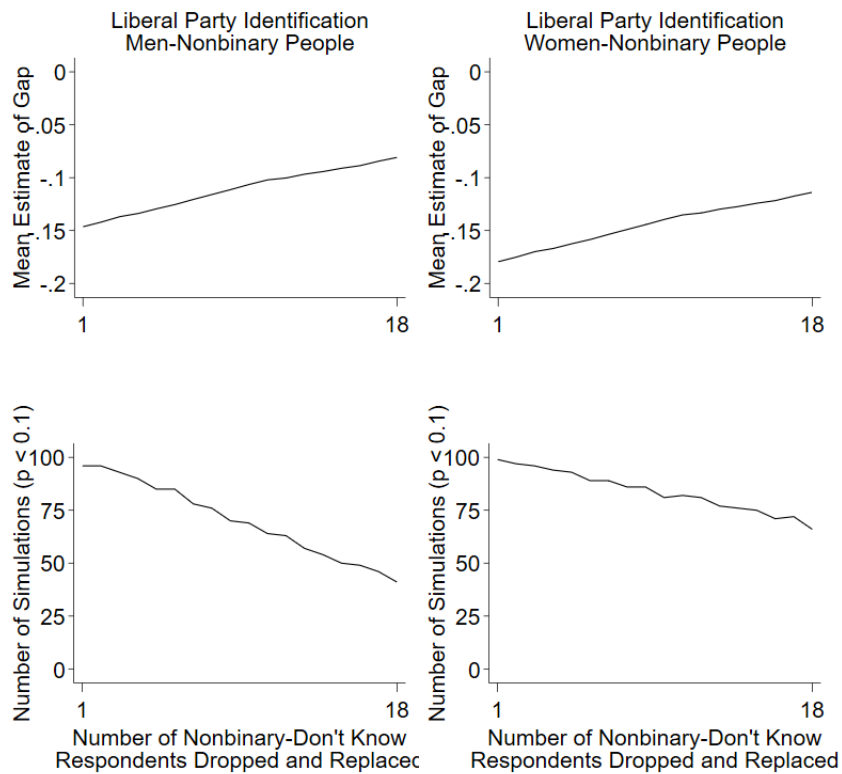 Liberal Party Identification
Men-Nonbinary People
Mean Estimate of Gap
0
-.05
-.1
-.15
-.2
1
18
Liberal Party Identification
Women-Nonbinary People
Mean Estimate of Gap
0
-.05
-.1
-.15
-.2
1
18
Number of Simulations (p < 0.1)
100
75
50
25
0
1
18
Number of Nonbinary-Don't Know
Respondents Dropped and Replaced
Number of Simulations (p < 0.1)
100
75
50
25
0
1
18
Number of Nonbinary-Don't Know
Respondents Dropped and Replaced